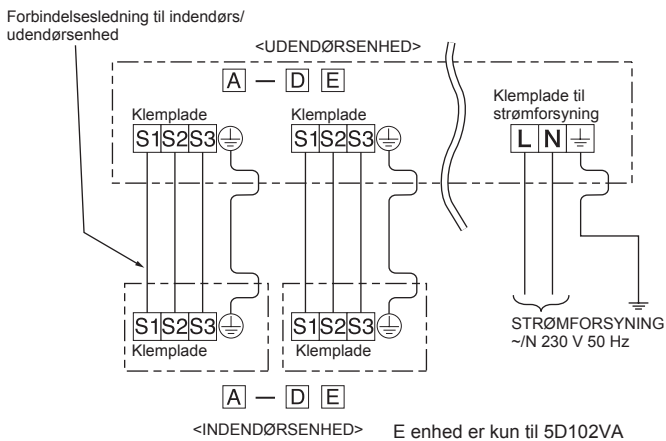 Forbindelsesledning til indendørs/
udendørsenhed
<UDENDØRSENHED>
A — D E
Klemplade
S1 S2 S3
Klemplade
S1 S2 S3
Klemplade til
strømforsyning
L N
S1 S2 S3
Klemplade
S1 S2 S3
Klemplade
STRØMFORSYNING
~/N 230 V 50 Hz
A — D E
<INDENDØRSENHED>
E enhed er kun til 5D102VA